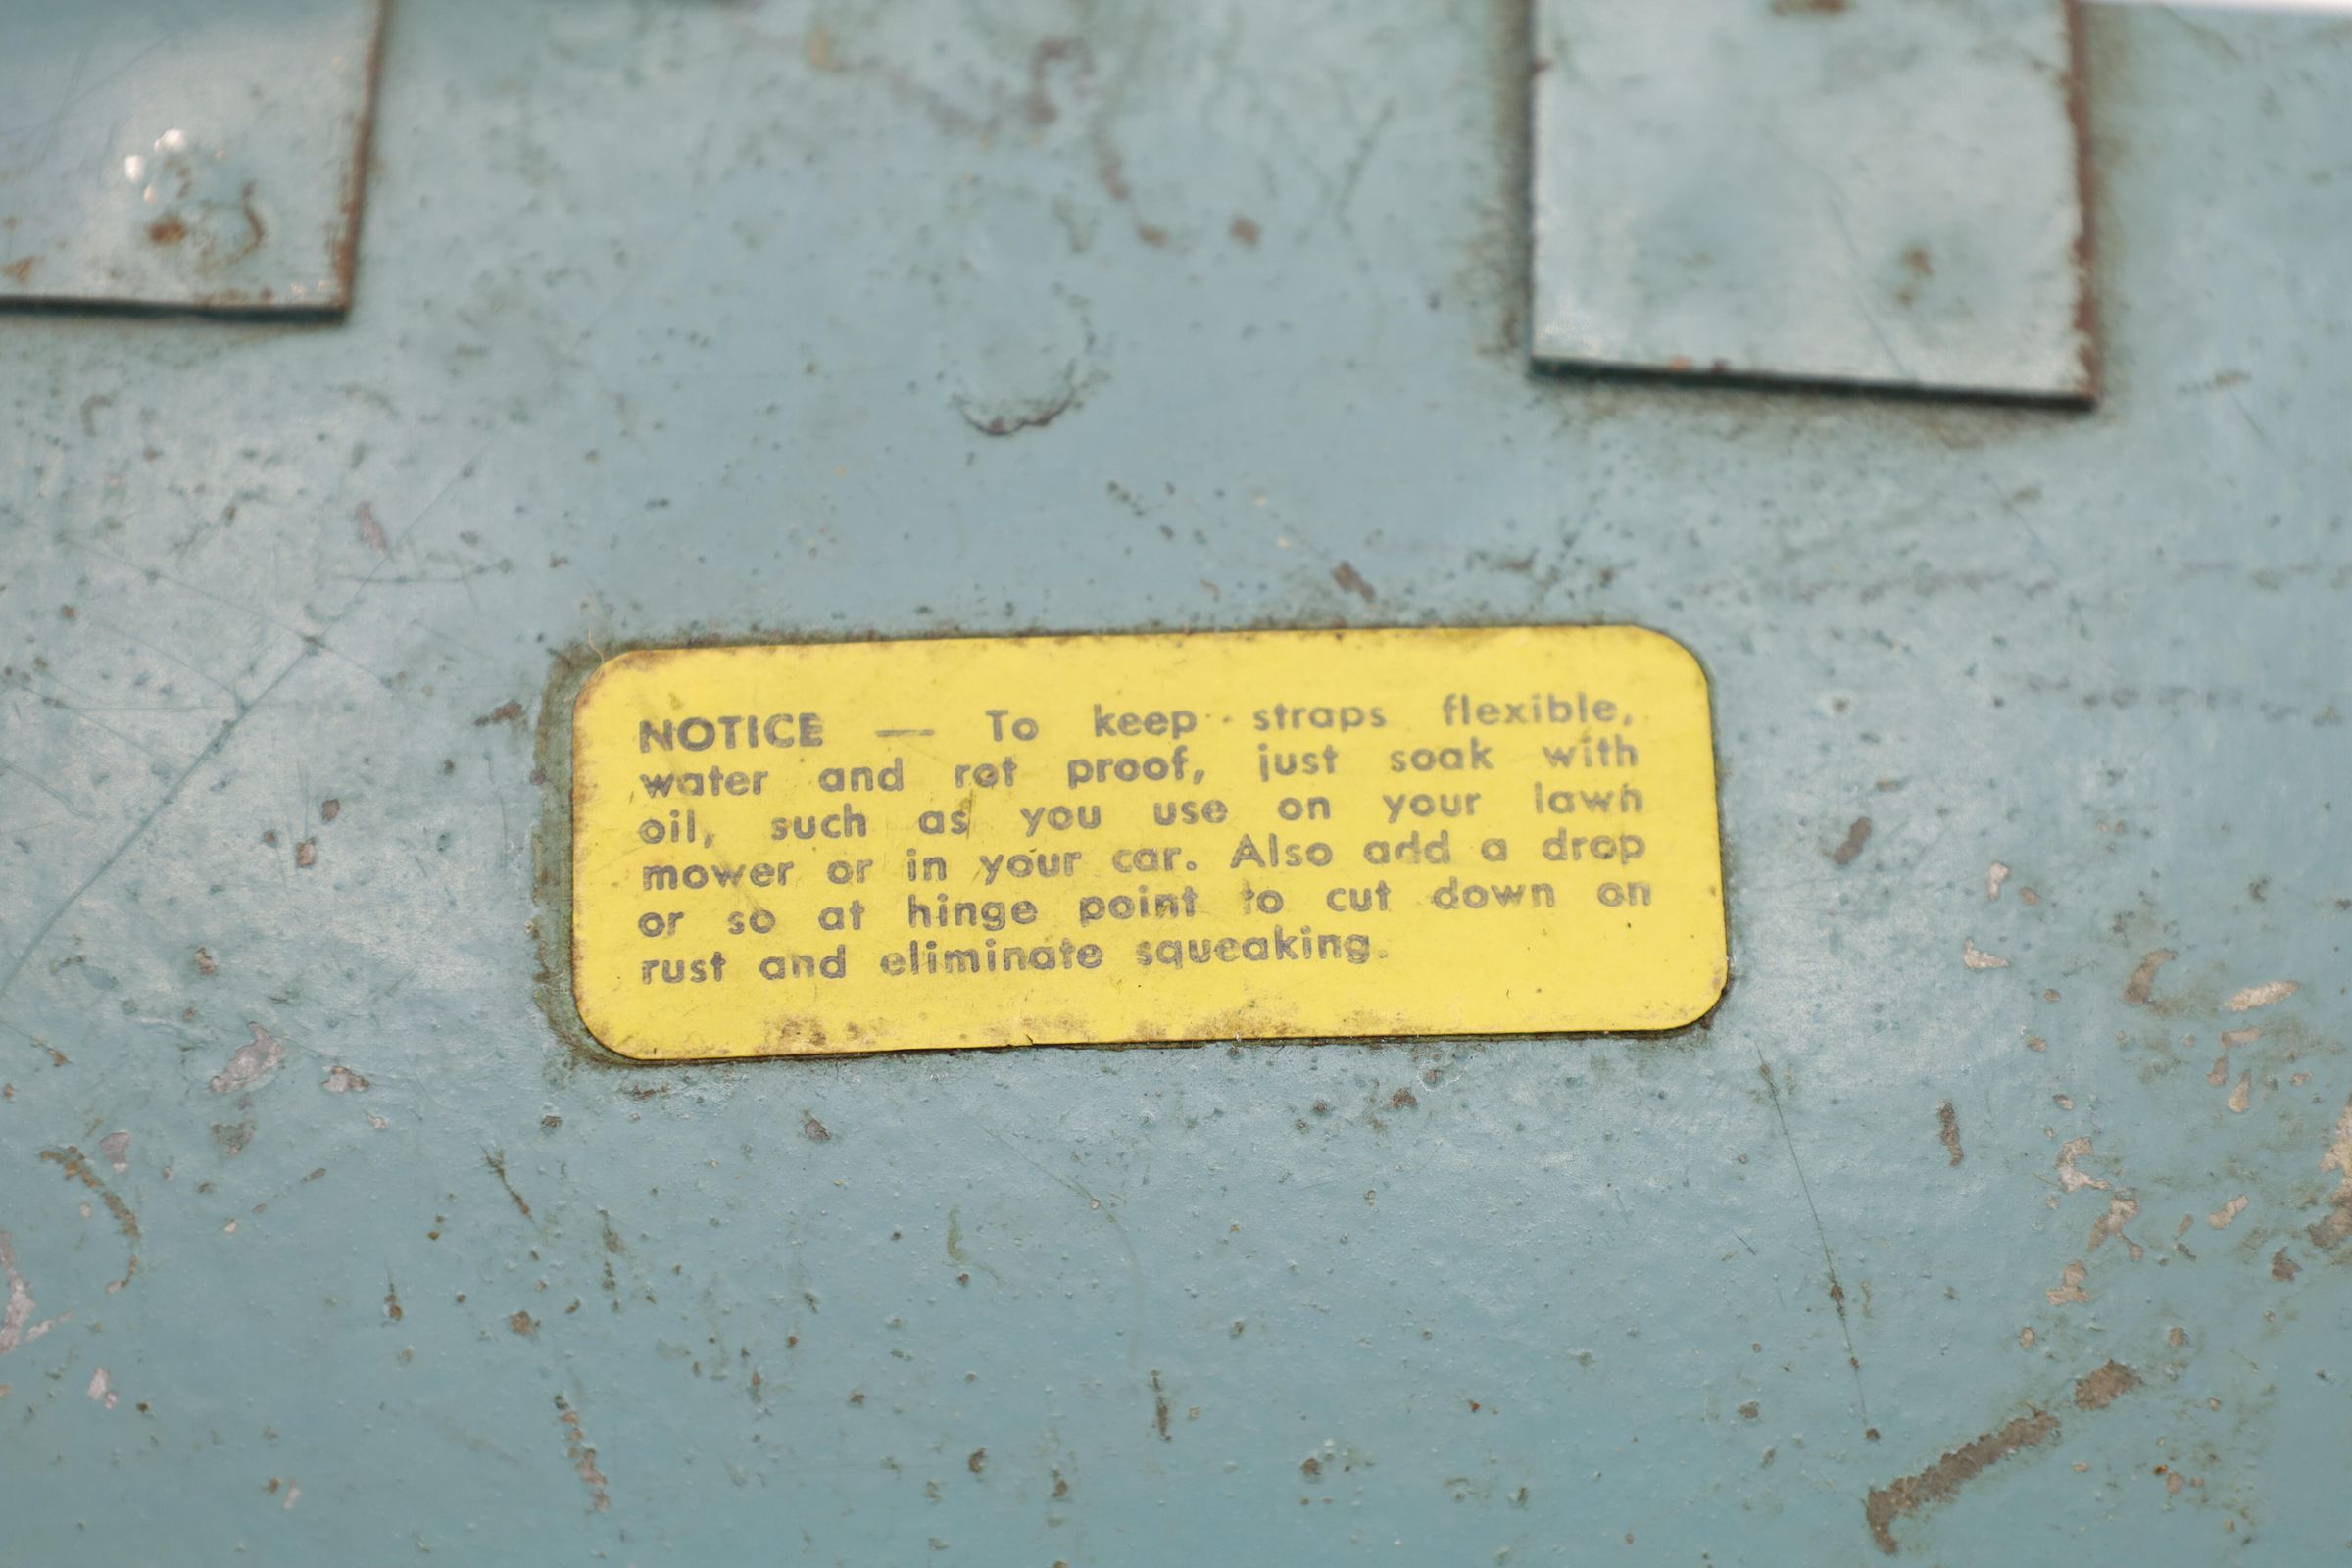 NOTICE — To keep straps flexible,
water and rot proof, just soak with
oil, such as you use on your lawn
mower or in your car. Also add a drop
or so at hinge point to cut down on
rust and eliminate squeaking.